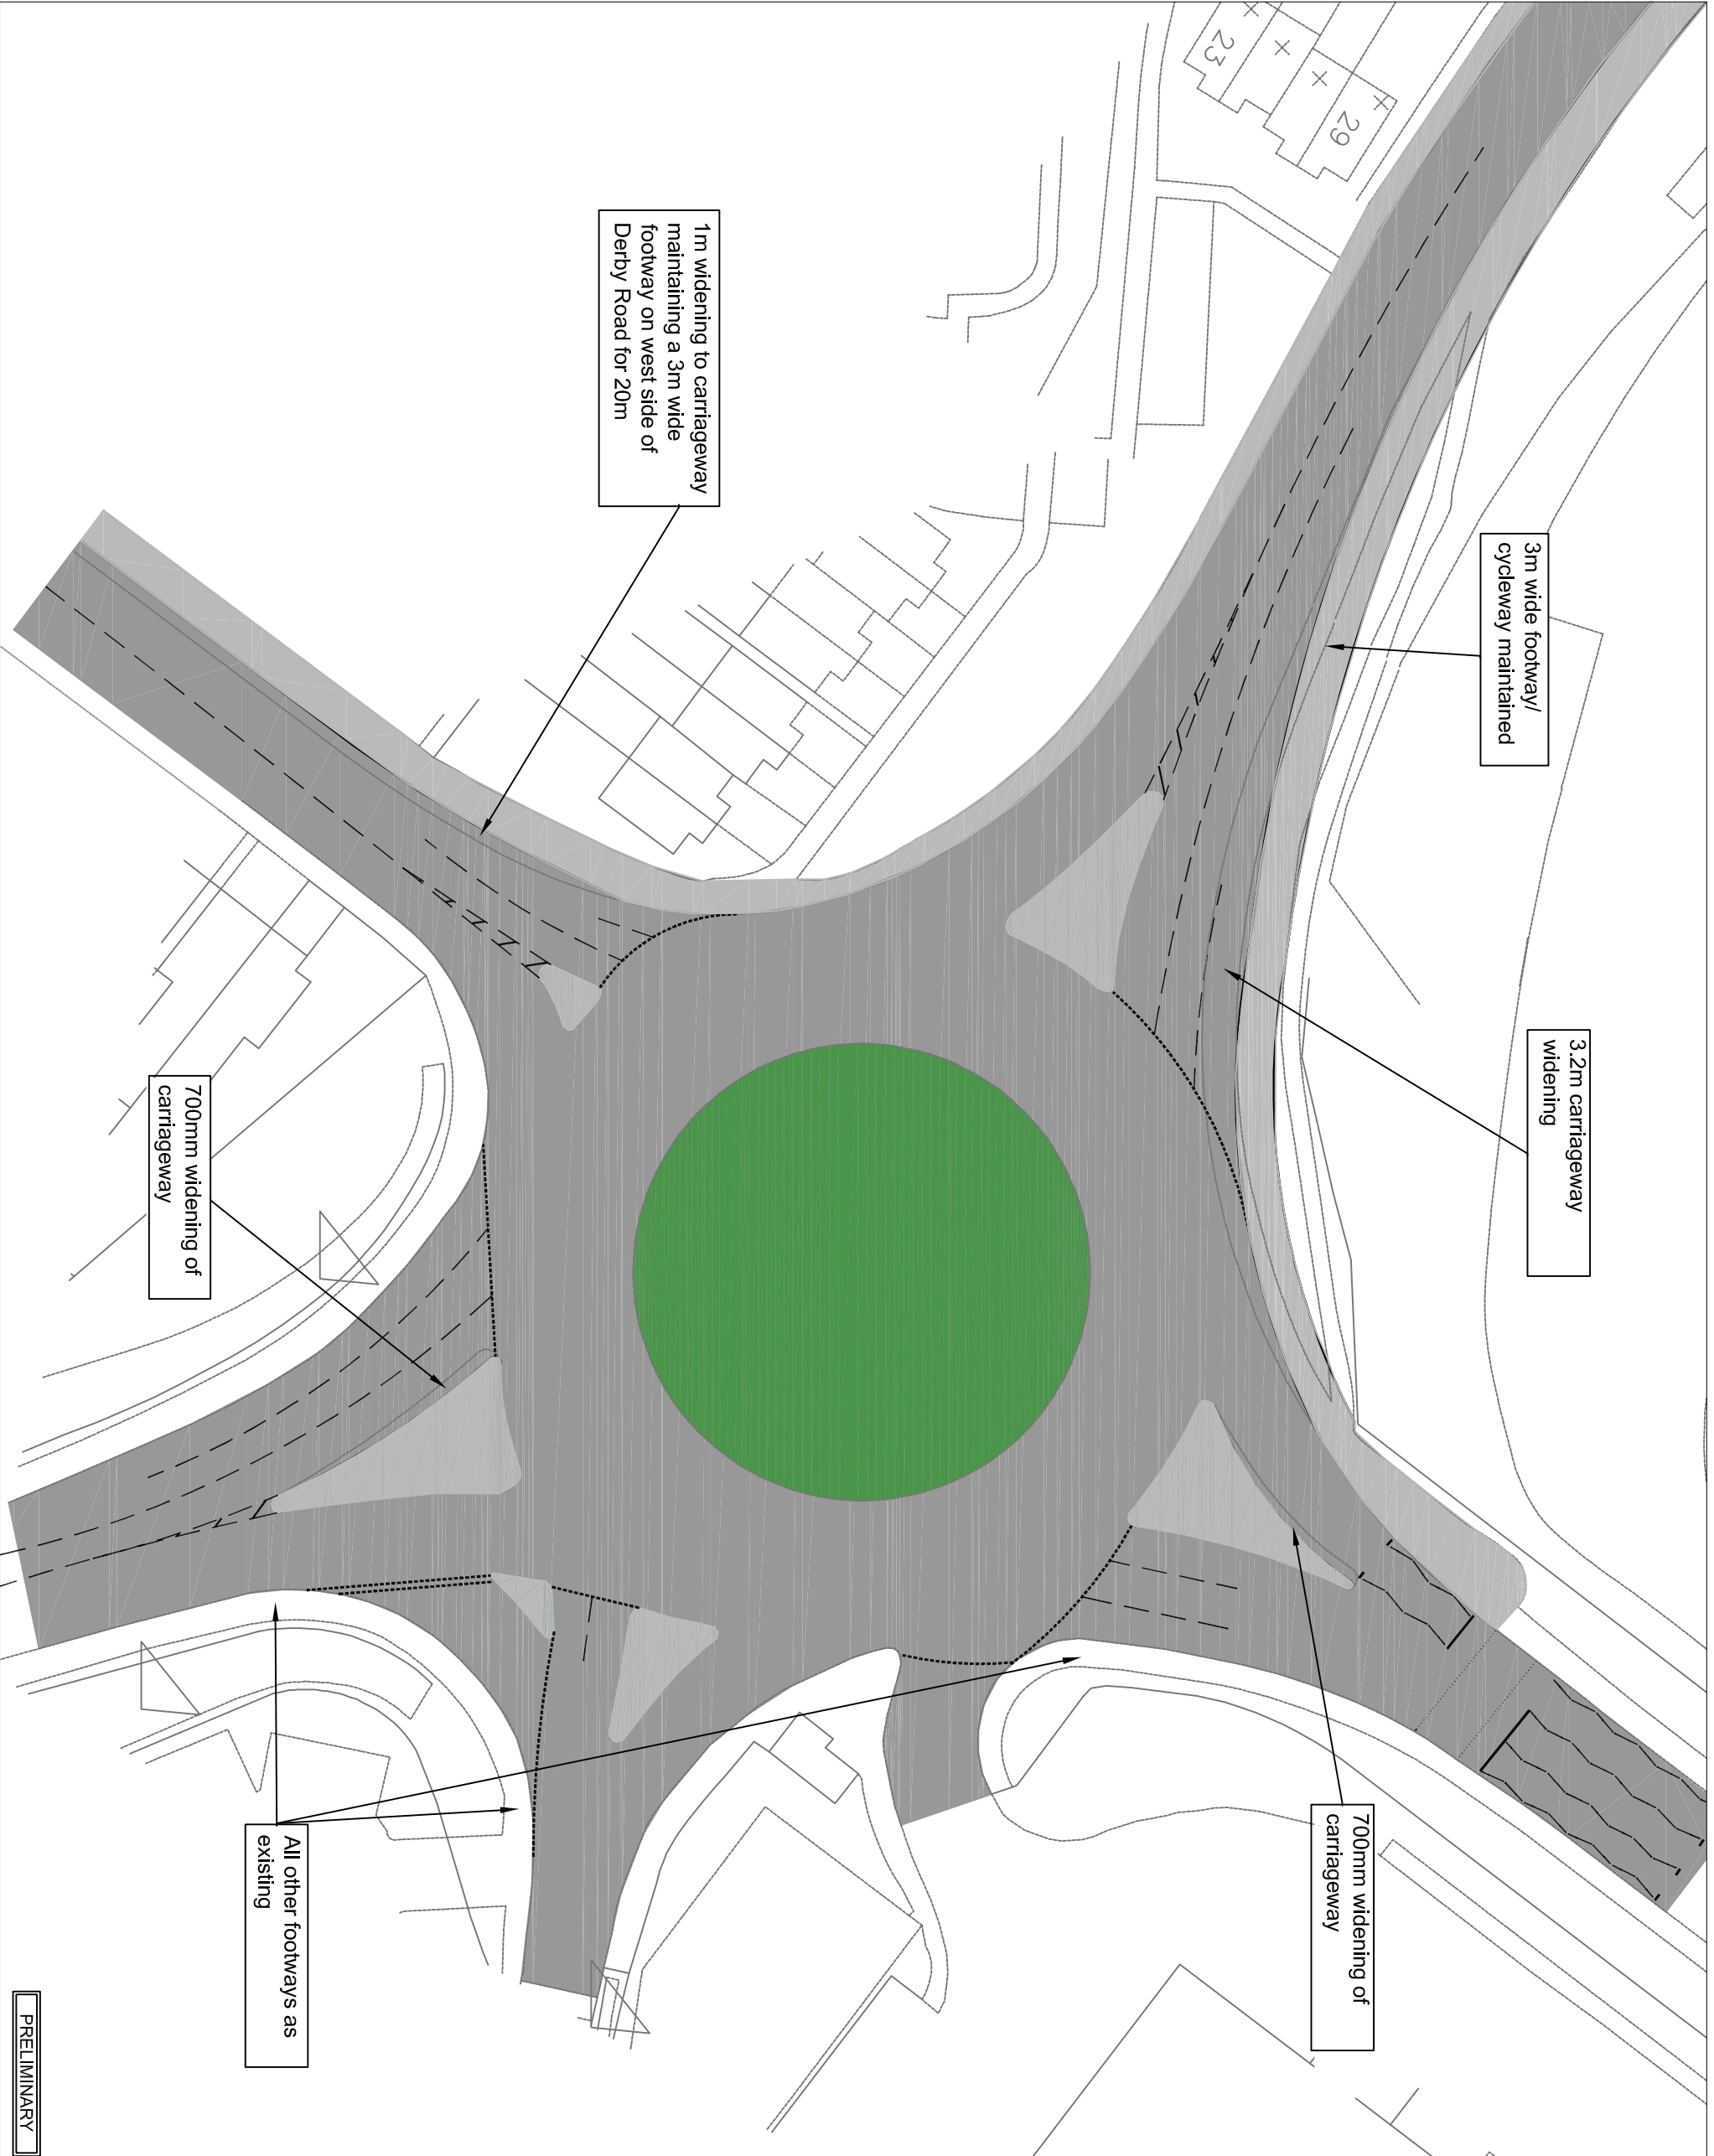 3m wide footway/
cycleway maintained
3.2m carriageway
widening
700mm widening of
carriageway
23
29
1m widening to carriageway
maintaining a 3m wide
footway on west side of
Derby Road for 20m
700mm widening of
carriageway
All other footways as
existing
PRELIMINARY